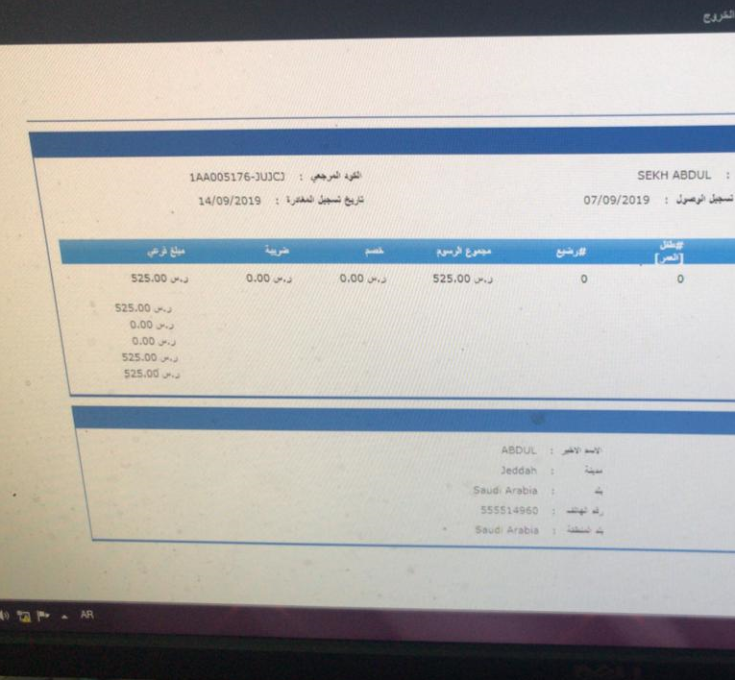 الخروج
SEKH ABDUL :
الكود المرجعي : 1AA005176-JUJCJ
تسجيل الوصول : 07/09/2019
تاريخ تسجيل المغادرة : 14/09/2019
#طفل [العمر] #رضيع مجموع الرسوم خصم ضريبة مبلغ فرعي
0 0 ر.س 525.00 ر.س 0.00 ر.س 0.00 ر.س 525.00
ر.س 525.00
ر.س 0.00
ر.س 0.00
ر.س 525.00
ر.س 525.00
الاسم الاخير : ABDUL
مدينة : Jeddah
بلد : Saudi Arabia
رقم الهاتف : 555514960
بلد المنطقة : Saudi Arabia
AR